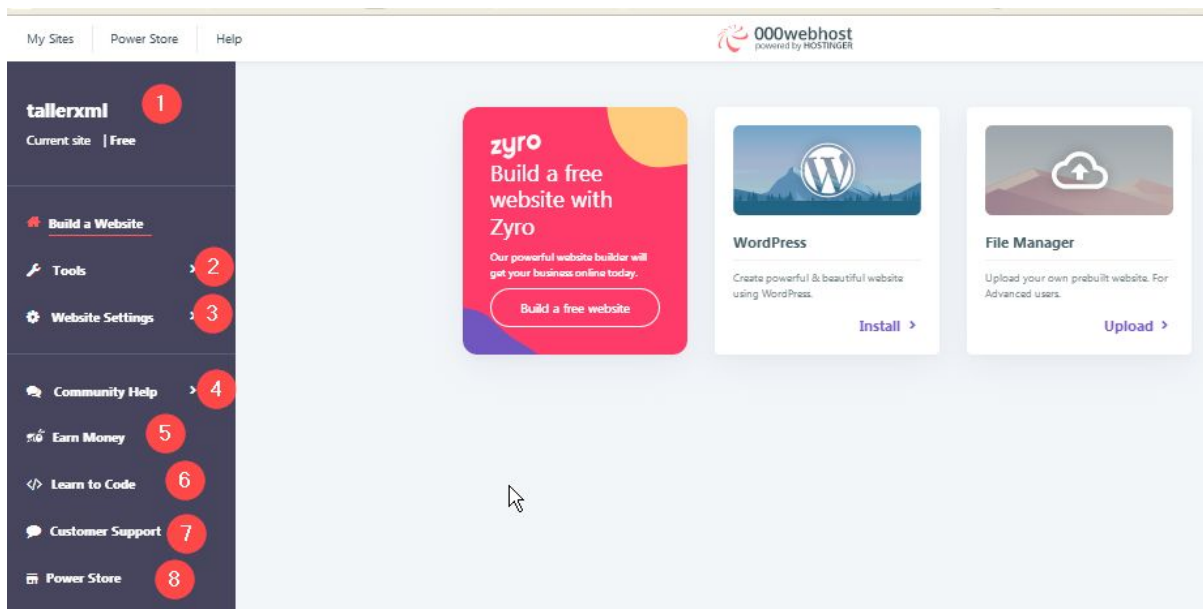 My Sites
Power Store
Help
000webhost
powered by HOSTINGER
tallerxml
1
Current site | Free
Build a Website
Tools
2
Website Settings
3
Community Help
4
Earn Money
5
Learn to Code
6
Customer Support
7
Power Store
8
zyro
Build a free
website with
Zyro
Our powerful website builder will
get your business online today.
Build a free website
WordPress
Create powerful & beautiful website
using WordPress.
Install
File Manager
Upload your own prebuilt website. For
Advanced users.
Upload